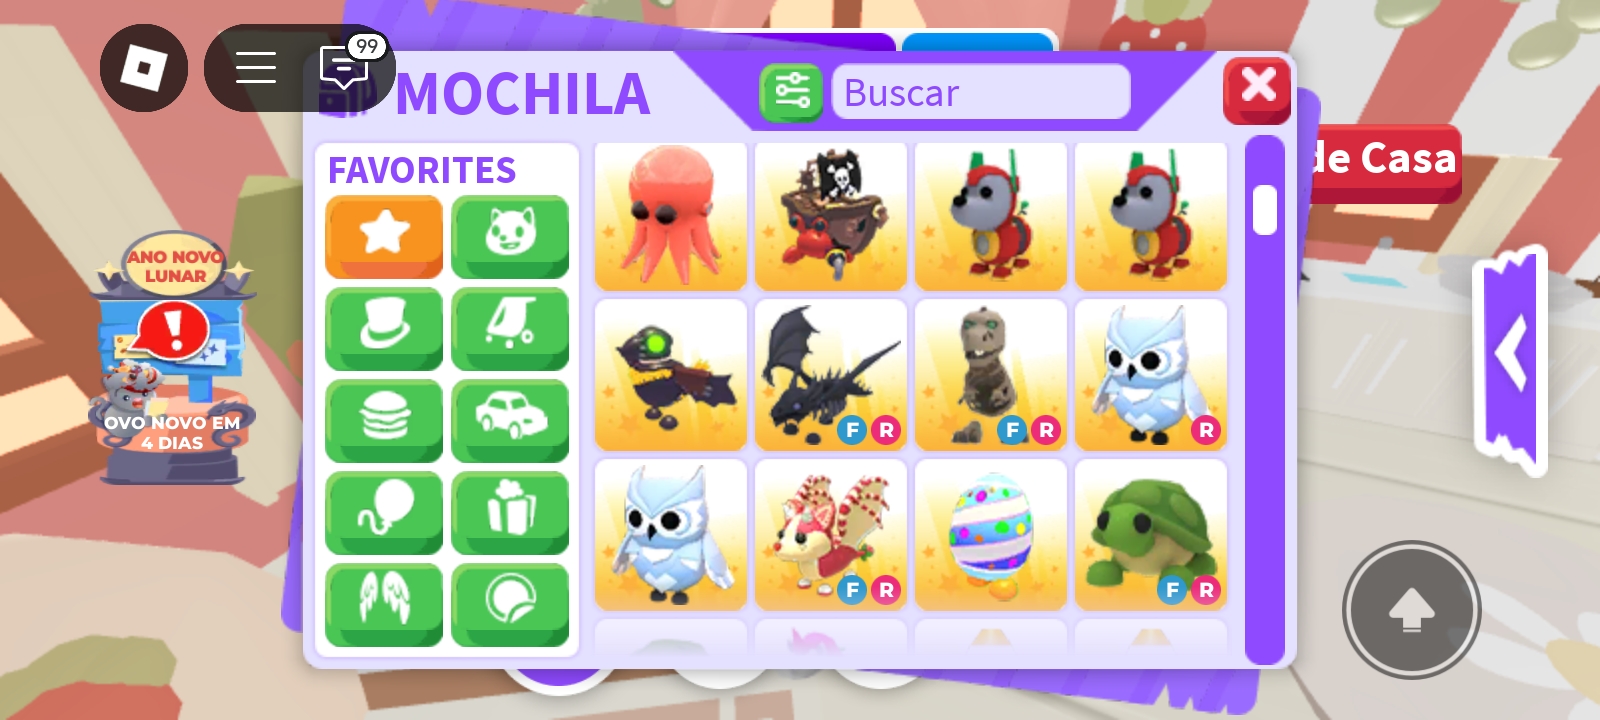 99
MOCHILA
Buscar
FAVORITES
de Casa
ANO NOVO
LUNAR
!
OVO NOVO EM
4 DIAS
F R
F R
R
F R
F R